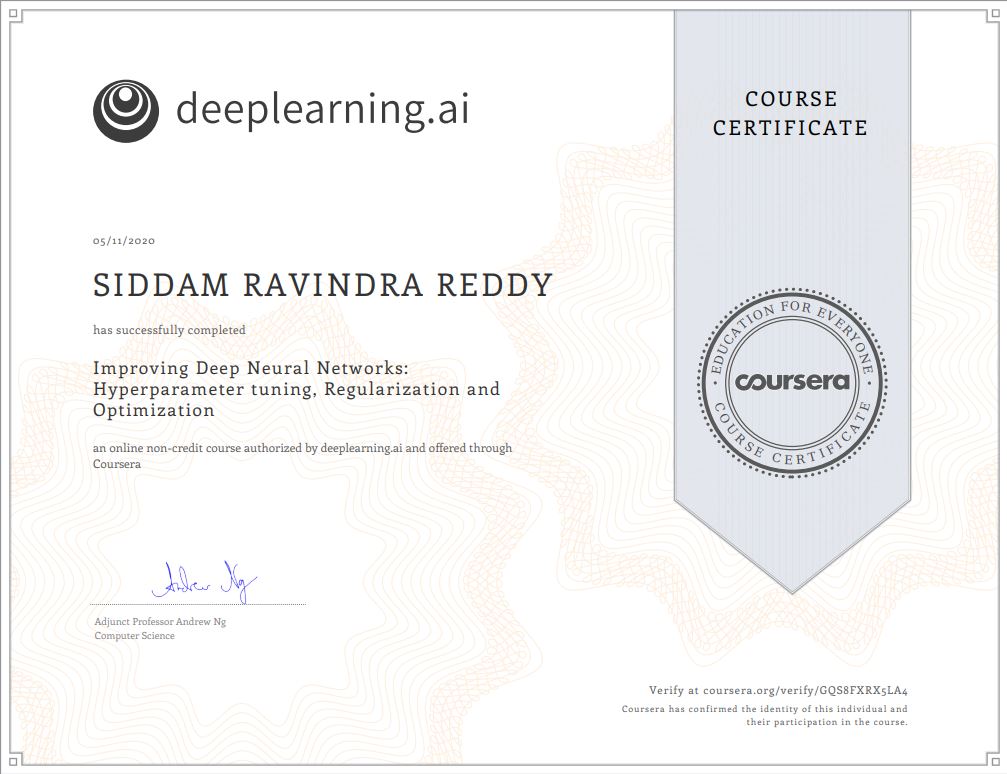 deeplearning.ai
COURSE
CERTIFICATE
05/11/2020
SIDDAM RAVINDRA REDDY
has successfully completed
Improving Deep Neural Networks:
Hyperparameter tuning, Regularization and
Optimization
an online non-credit course authorized by deeplearning.ai and offered through
Coursera
EDUCATION FOR EVERYONE
coursera
COURSE CERTIFICATE
Andrew Ng
Adjunct Professor Andrew Ng
Computer Science
Verify at coursera.org/verify/GQS8FXRX5LA4
Coursera has confirmed the identity of this individual and
their participation in the course.